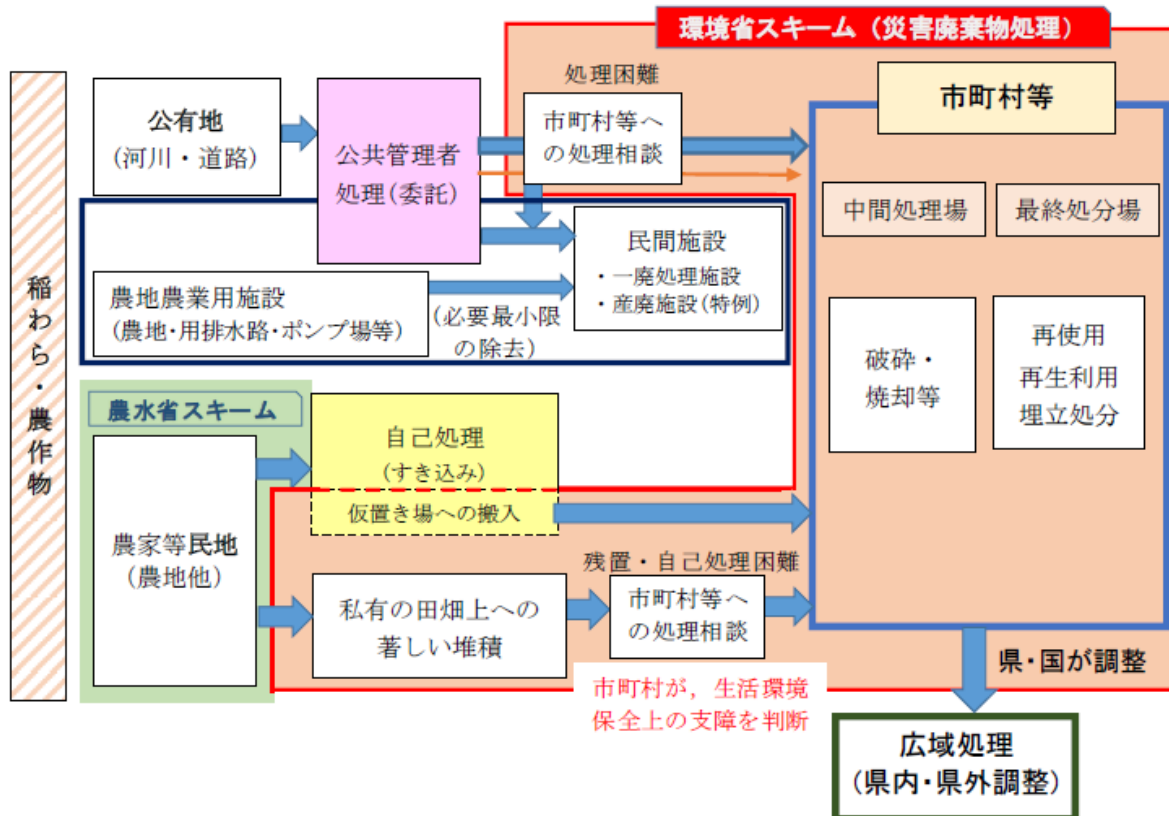 環境省スキーム(災害廃棄物処理)
稲わら・農作物
公有地
(河川・道路)
公共管理者
処理(委託)
処理困難
市町村等へ
の処理相談
市町村等
中間処理場
最終処分場
破砕・
焼却等
再使用
再生利用
埋立処分
農地農業用施設
(農地・用排水路・ポンプ場等)
(必要最小限
の除去)
民間施設
・一廃処理施設
・産廃施設(特例)
農水省スキーム
農家等民地
(農地他)
自己処理
(すき込み)
仮置き場への搬入
私有の田畑上への
著しい堆積
残置・自己処理困難
市町村等へ
の処理相談
市町村が,生活環境
保全上の支障を判断
県・国が調整
広域処理
(県内・県外調整)